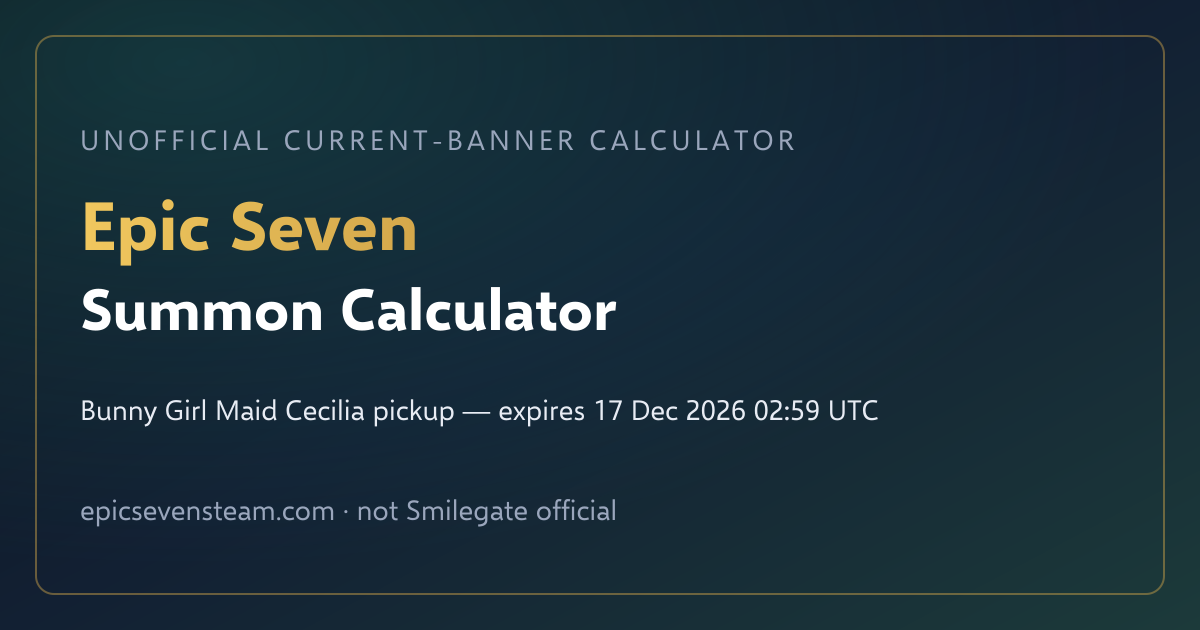 UNOFFICIAL CURRENT-BANNER CALCULATOR
Epic Seven
Summon Calculator
Bunny Girl Maid Cecilia pickup — expires 17 Dec 2026 02:59 UTC
epicsevensteam.com · not Smilegate official